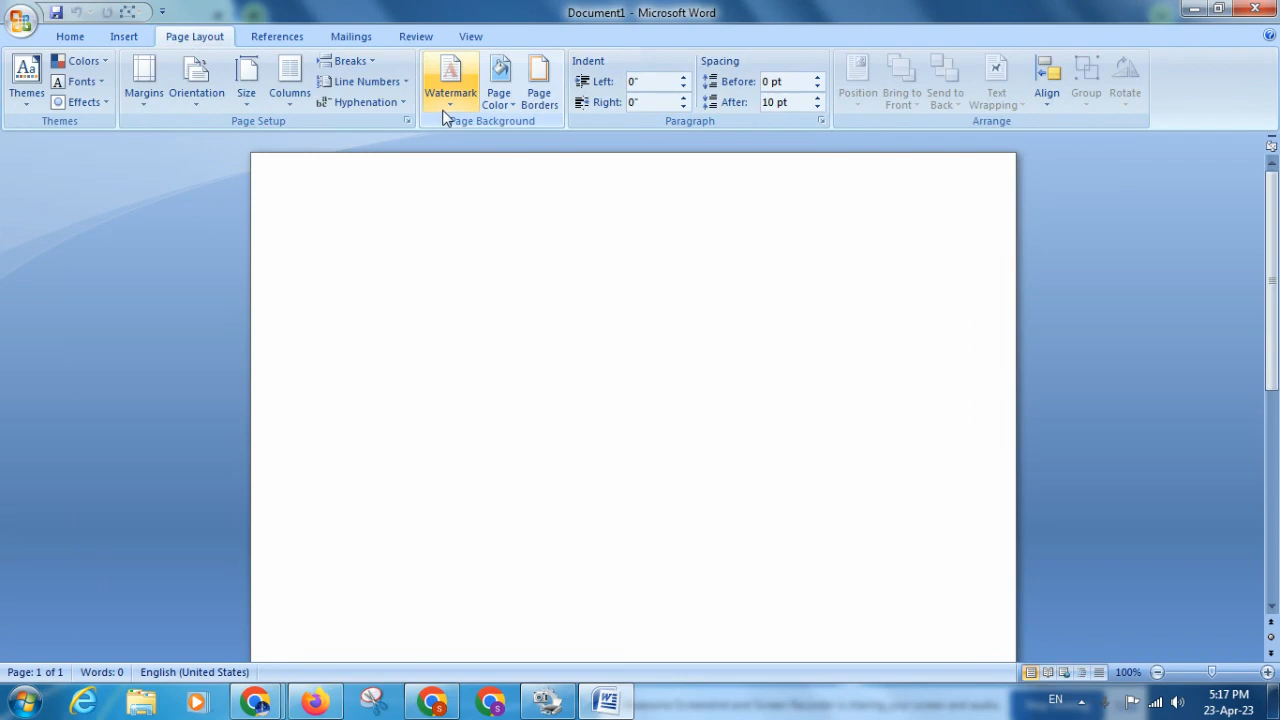 Document1 - Microsoft Word
Home Insert Page Layout References Mailings Review View
Themes Colors Fonts Effects
Margins Orientation Size Columns Breaks Line Numbers Hyphenation
Watermark Page Color Page Borders
Indent Left: 0" Right: 0"
Spacing Before: 0 pt After: 10 pt
Position Bring to Front Send to Back Text Wrapping Align Group Rotate
Themes Page Setup Page Background Paragraph Arrange
Page: 1 of 1 Words: 0 English (United States) 100%
EN 5:17 PM
23-Apr-23